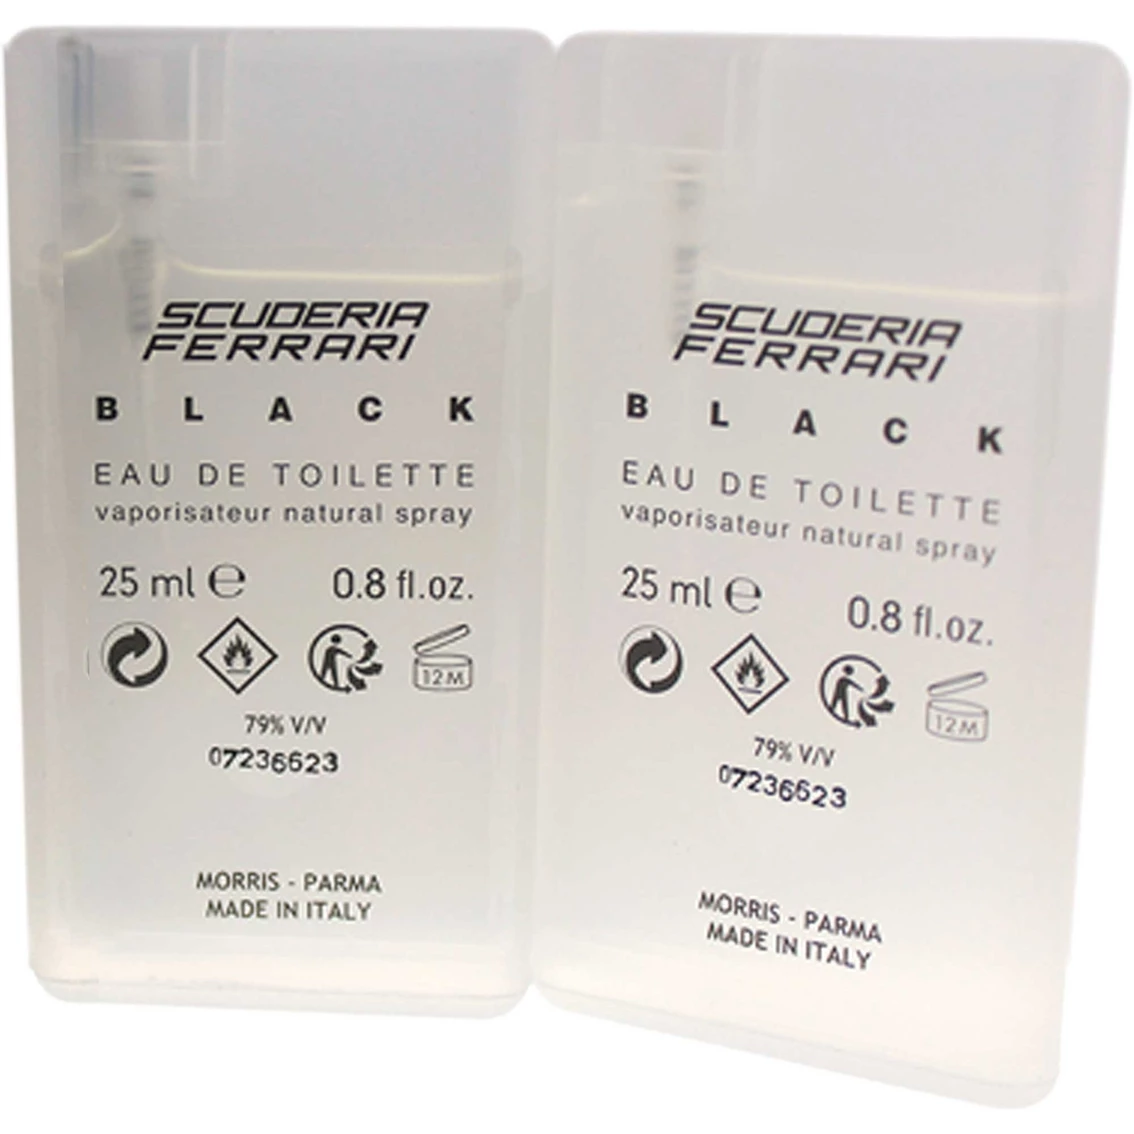 SCUDERIA
FERRARI
BLACK
EAU DE TOILETTE
vaporisateur natural spray
25 ml ℮ 0.8 fl.oz.
12M
79% V/V
07236623
MORRIS - PARMA
MADE IN ITALY
SCUDERIA
FERRARI
BLACK
EAU DE TOILETTE
vaporisateur natural spray
25 ml ℮ 0.8 fl.oz.
12M
79% V/V
07236623
MORRIS - PARMA
MADE IN ITALY